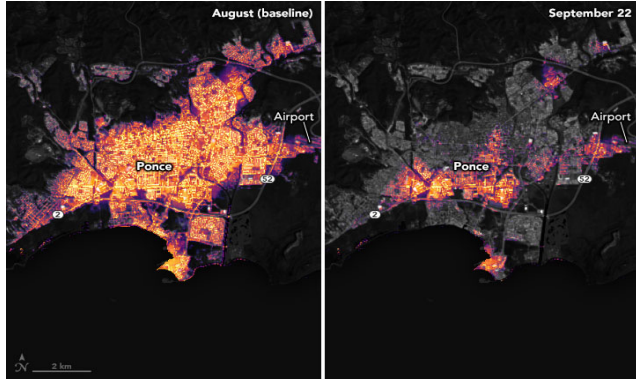 August (baseline)
Airport
Ponce
52
2
N
2 km
September 22
Airport
Ponce
52
2